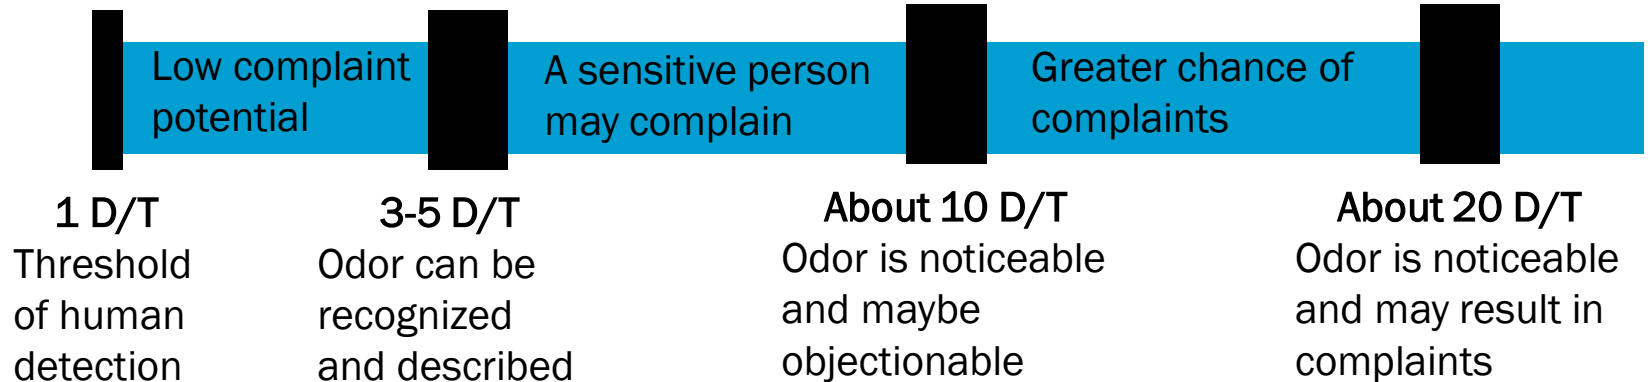 Low complaint
potential
A sensitive person
may complain
Greater chance of
complaints
1 D/T
Threshold
of human
detection
3-5 D/T
Odor can be
recognized
and described
About 10 D/T
Odor is noticeable
and maybe
objectionable
About 20 D/T
Odor is noticeable
and may result in
complaints